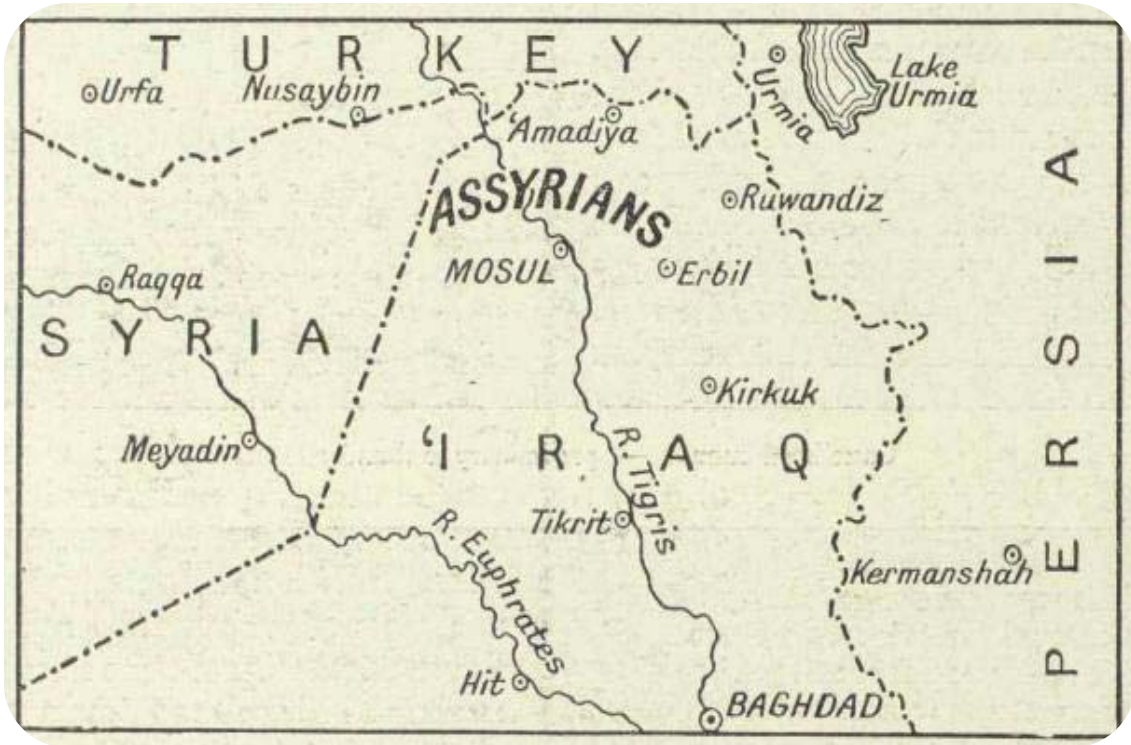 TURKEY
Urfa
Nusaybin
'Amadiya
Urmia
Lake
Urmia
ASSYRIANS
Ruwandiz
MOSUL
Erbil
Raqqa
SYRIA
Kirkuk
Meyadin
'IRAQ
R. Tigris
Tikrit
R. Euphrates
Kermanshah
PERSIA
Hit
BAGHDAD